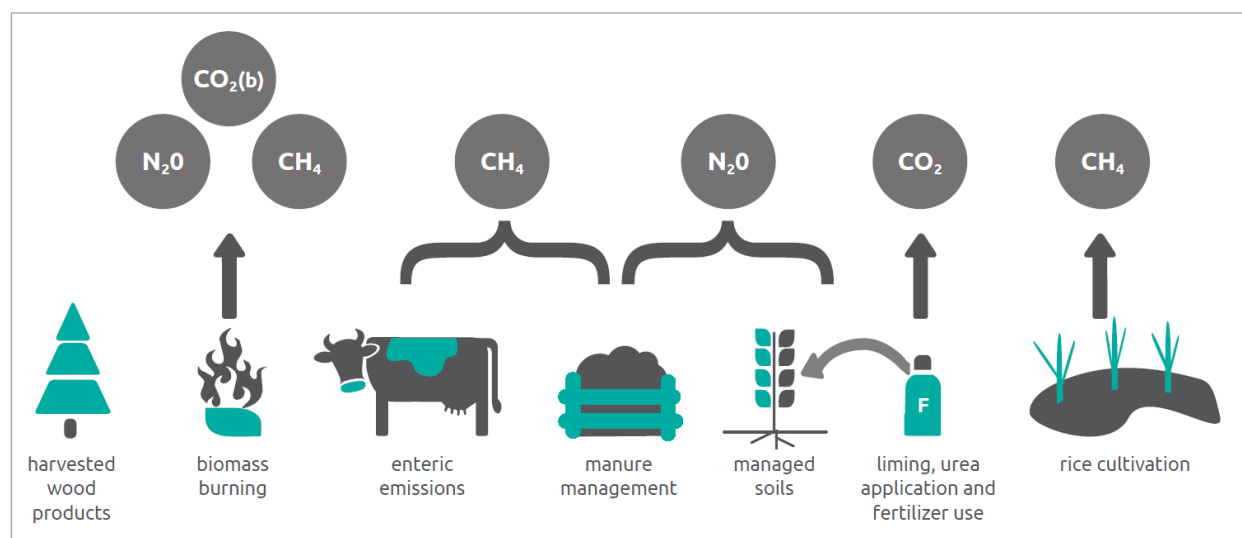 CO₂(b)
N₂0
CH₄
CH₄
N₂0
CO₂
CH₄
F
harvested
wood
products
biomass
burning
enteric
emissions
manure
management
managed
soils
liming, urea
application and
fertilizer use
rice cultivation